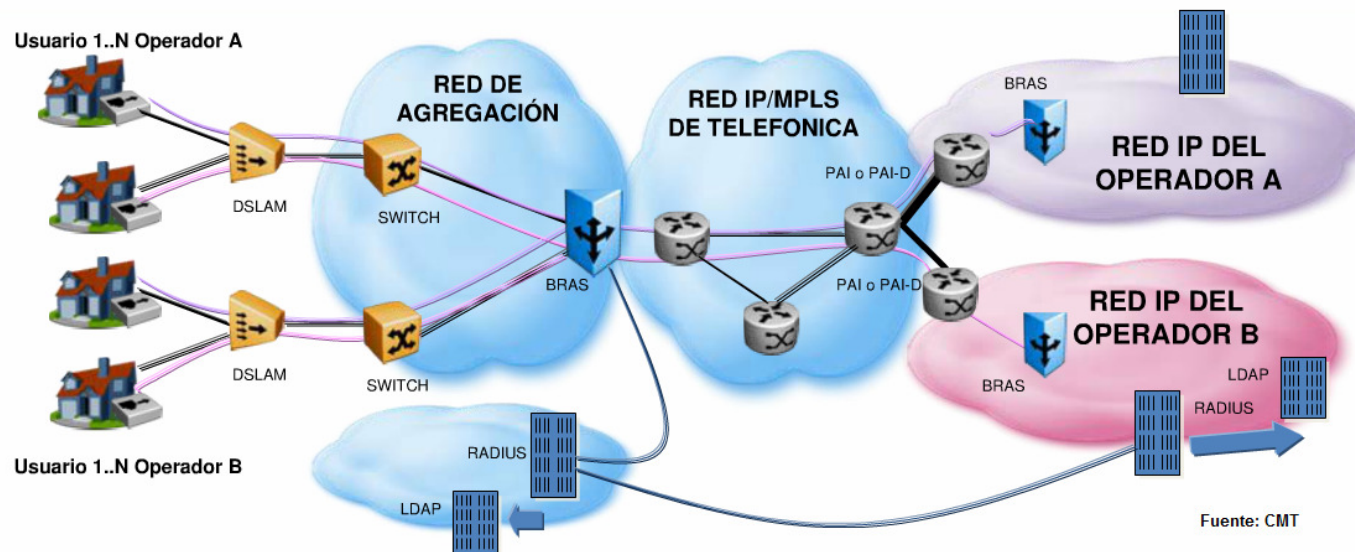 Usuario 1..N Operador A
RED DE
AGREGACIÓN
RED IP/MPLS
DE TELEFONICA
BRAS
RED IP DEL
OPERADOR A
PAI o PAI-D
DSLAM
SWITCH
BRAS
PAI o PAI-D
RED IP DEL
OPERADOR B
DSLAM
SWITCH
BRAS
LDAP
RADIUS
Usuario 1..N Operador B
RADIUS
LDAP
Fuente: CMT